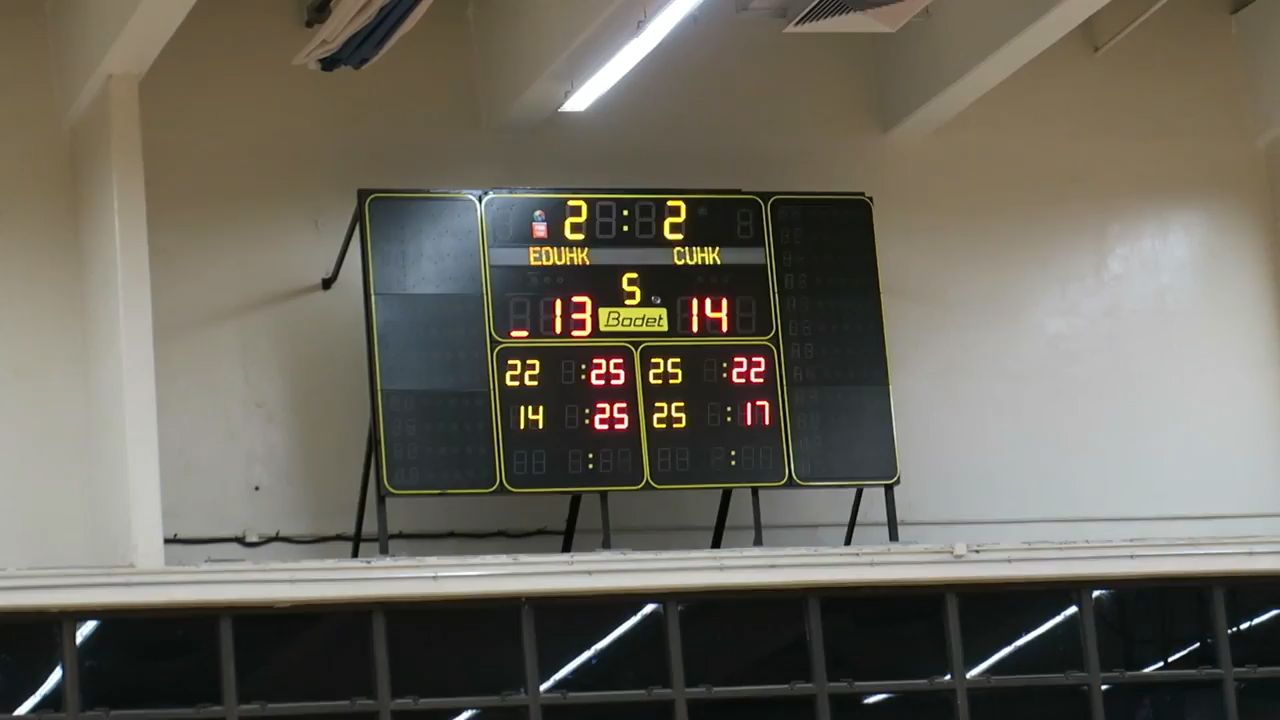 2 : 2
EDUHK CUHK
5
13 Bodet 14
22 : 25 25 : 22
14 : 25 25 : 17
: :